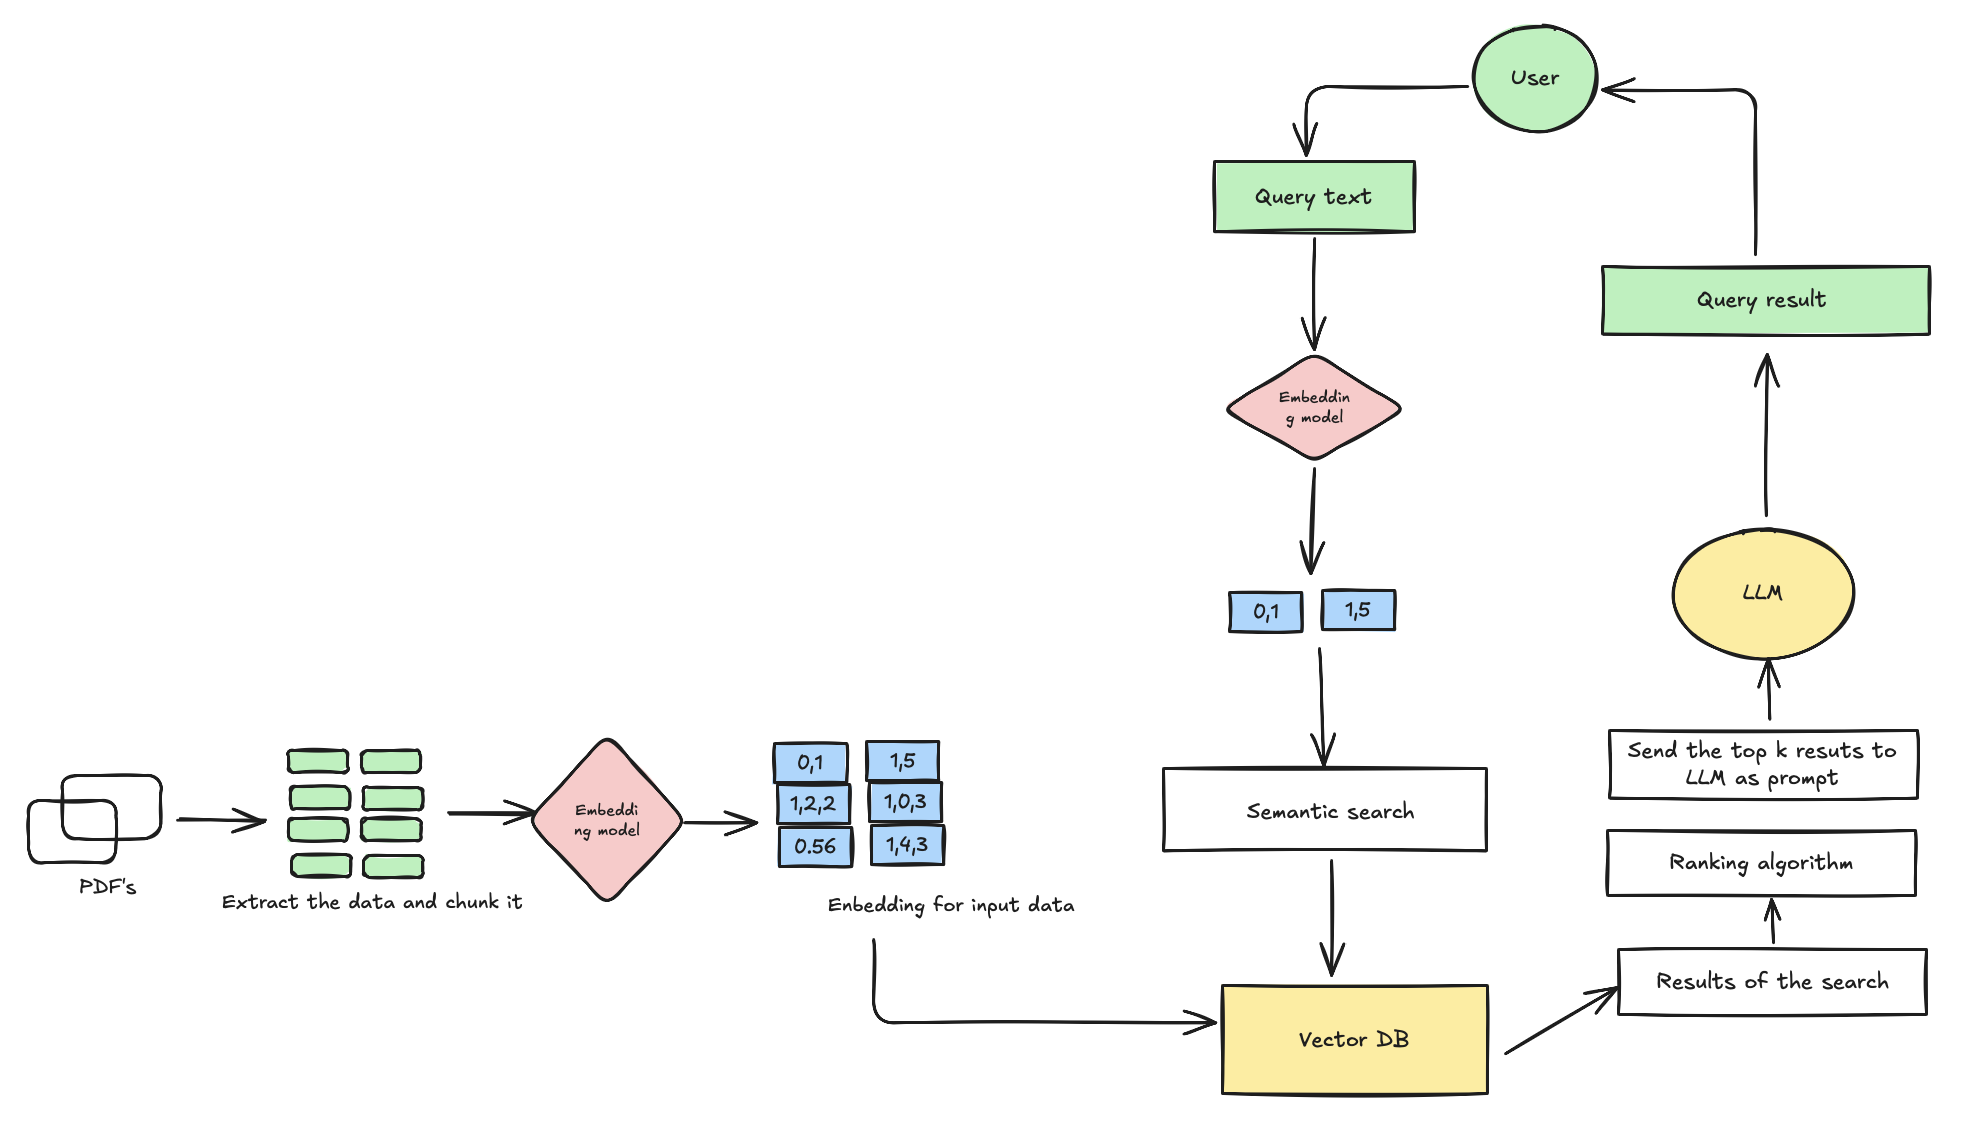 User
Query text
Query result
Embeddin
g model
LLM
0,1
1,5
Send the top k resuts to
LLM as prompt
Semantic search
Ranking algorithm
Results of the search
Vector DB
PDF's
Extract the data and chunk it
Embeddi
ng model
0,1
1,5
1,2,2
1,0,3
0.56
1,4,3
Enbedding for input data